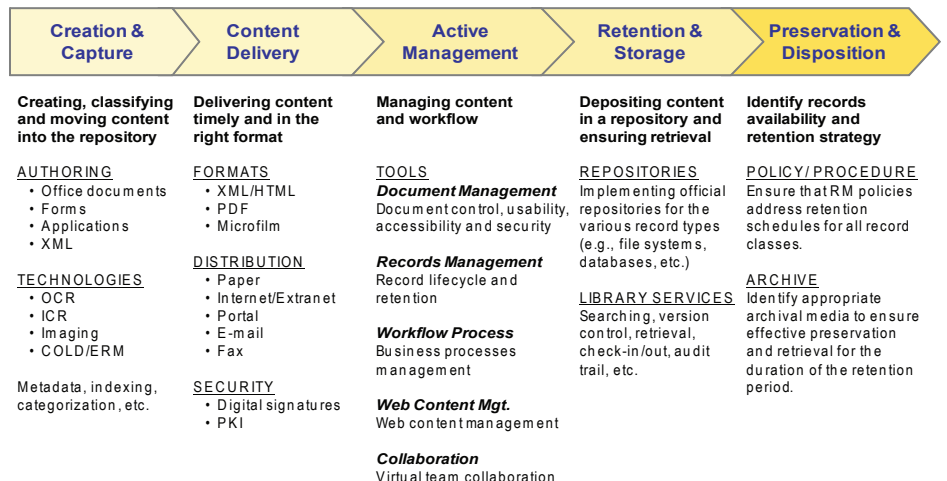 Creation &
Capture
Content
Delivery
Active
Management
Retention &
Storage
Preservation &
Disposition
Creating, classifying
and moving content
into the repository
AUTHORING
• Office documents
• Forms
• Applications
• XML
TECHNOLOGIES
• OCR
• ICR
• Imaging
• COLD/ERM
Metadata, indexing,
categorization, etc.
Delivering content
timely and in the
right format
FORMATS
• XML/HTML
• PDF
• Microfilm
DISTRIBUTION
• Paper
• Internet/Extranet
• Portal
• E-mail
• Fax
SECURITY
• Digital signatures
• PKI
Managing content
and workflow
TOOLS
Document Management
Document control, usability,
accessibility and security
Records Management
Record lifecycle and
retention
Workflow Process
Business processes
management
Web Content Mgt.
Web content management
Collaboration
Virtual team collaboration
Depositing content
in a repository and
ensuring retrieval
REPOSITORIES
Implementing official
repositories for the
various record types
(e.g., file systems,
databases, etc.)
LIBRARY SERVICES
Searching, version
control, retrieval,
check-in/out, audit
trail, etc.
Identify records
availability and
retention strategy
POLICY/PROCEDURE
Ensure that RM policies
address retention
schedules for all record
classes.
ARCHIVE
Identify appropriate
archival media to ensure
effective preservation
and retrieval for the
duration of the retention
period.